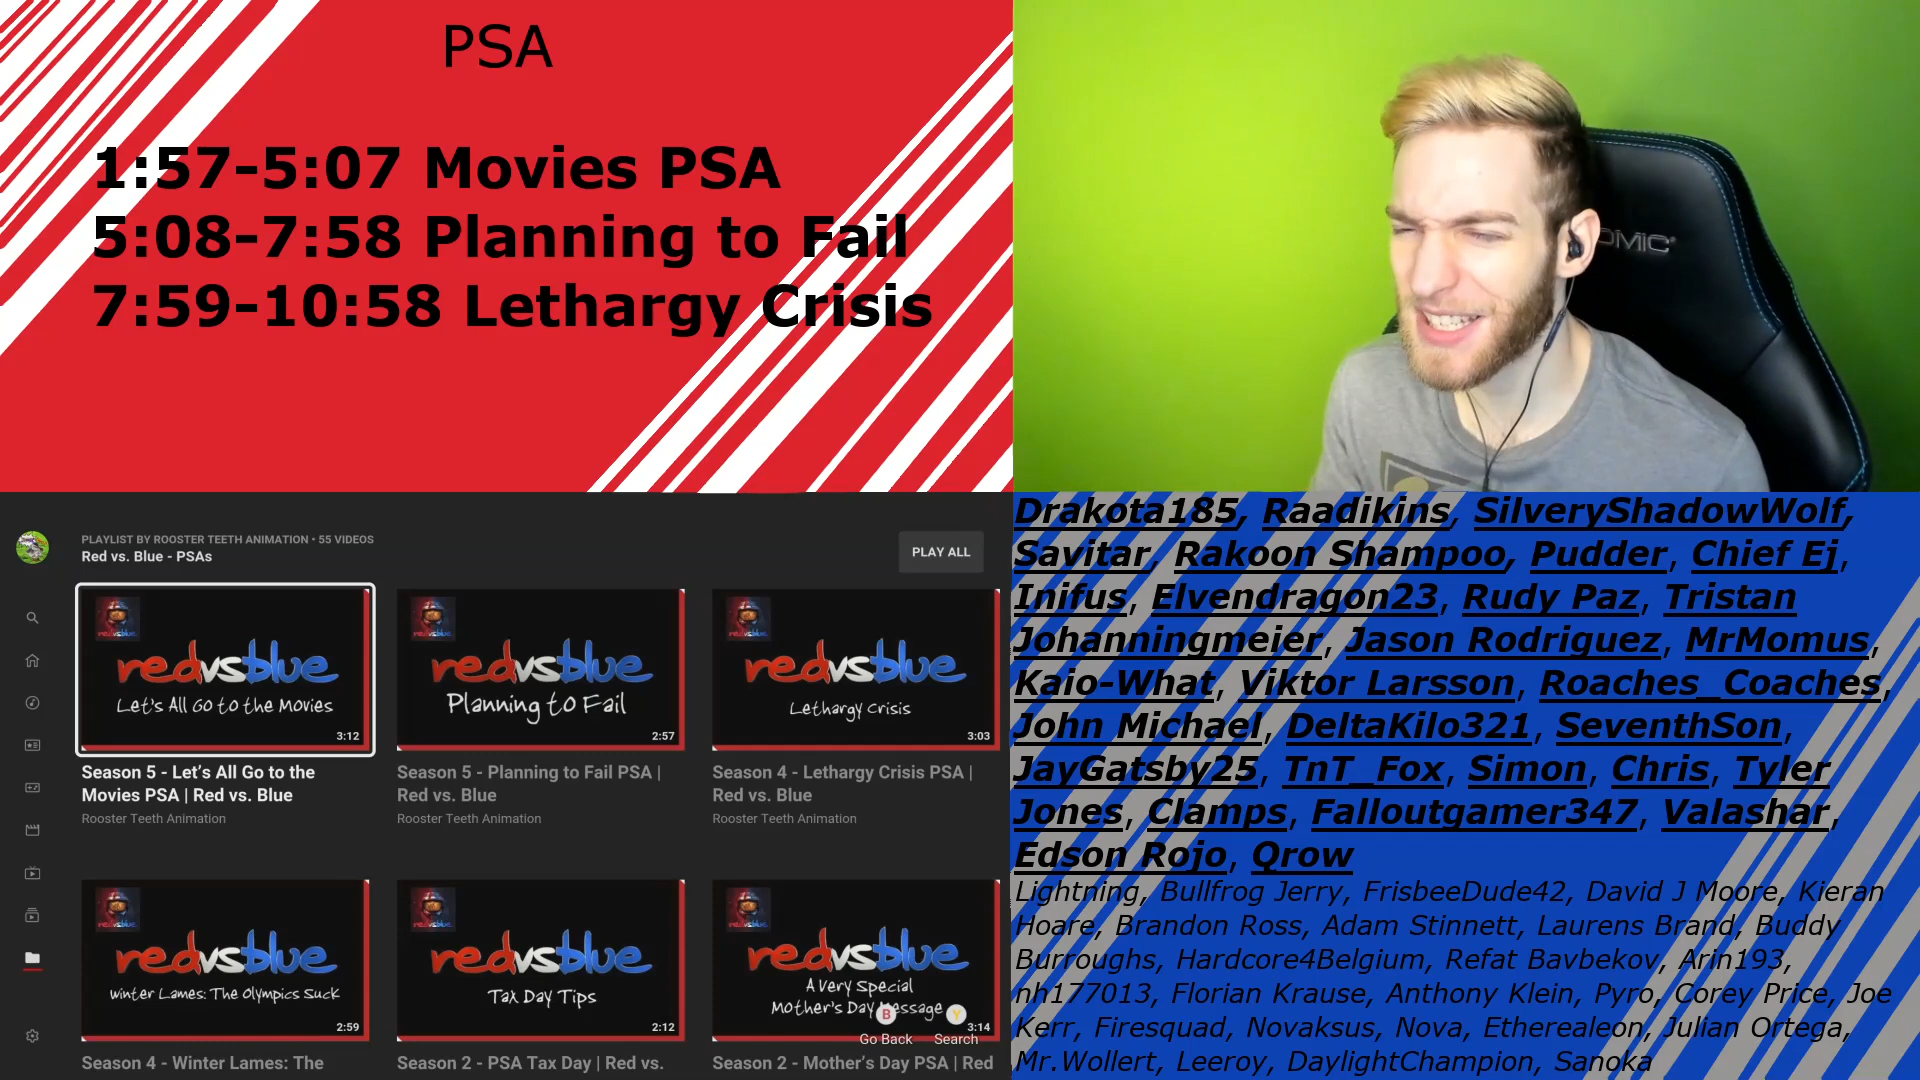 PSA
1:57-5:07 Movies PSA
5:08-7:58 Planning to Fail
7:59-10:58 Lethargy Crisis
OMIC
PLAYLIST BY ROOSTER TEETH ANIMATION • 55 VIDEOS
Red vs. Blue - PSAs
PLAY ALL
redvsblue
Let's All Go to the Movies
3:12
Season 5 - Let's All Go to the
Movies PSA | Red vs. Blue
Rooster Teeth Animation
redvsblue
Planning to Fail
2:57
Season 5 - Planning to Fail PSA |
Red vs. Blue
Rooster Teeth Animation
redvsblue
Lethargy Crisis
3:03
Season 4 - Lethargy Crisis PSA |
Red vs. Blue
Rooster Teeth Animation
redvsblue
Winter Lames: The Olympics Suck
2:59
Season 4 - Winter Lames: The
redvsblue
Tax Day Tips
2:12
Season 2 - PSA Tax Day | Red vs.
redvsblue
A Very Special
Mother's Day Message
3:14
Season 2 - Mother's Day PSA | Red
B
Go Back
Y
Search
Drakota185, Raadikins, SilveryShadowWolf,
Savitar, Rakoon Shampoo, Pudder, Chief Ej,
Inifus, Elvendragon23, Rudy Paz, Tristan
Johanningmeier, Jason Rodriguez, MrMomus,
Kaio-What, Viktor Larsson, Roaches_Coaches,
John Michael, DeltaKilo321, SeventhSon,
JayGatsby25, TnT_Fox, Simon, Chris, Tyler
Jones, Clamps, Falloutgamer347, Valashar,
Edson Rojo, Qrow
Lightning, Bullfrog Jerry, FrisbeeDude42, David J Moore, Kieran
Hoare, Brandon Ross, Adam Stinnett, Laurens Brand, Buddy
Burroughs, Hardcore4Belgium, Refat Bavbekov, Arin193,
nh177013, Florian Krause, Anthony Klein, Pyro, Corey Price, Joe
Kerr, Firesquad, Novaksus, Nova, Etherealeon, Julian Ortega,
Mr.Wollert, Leeroy, DaylightChampion, Sanoka